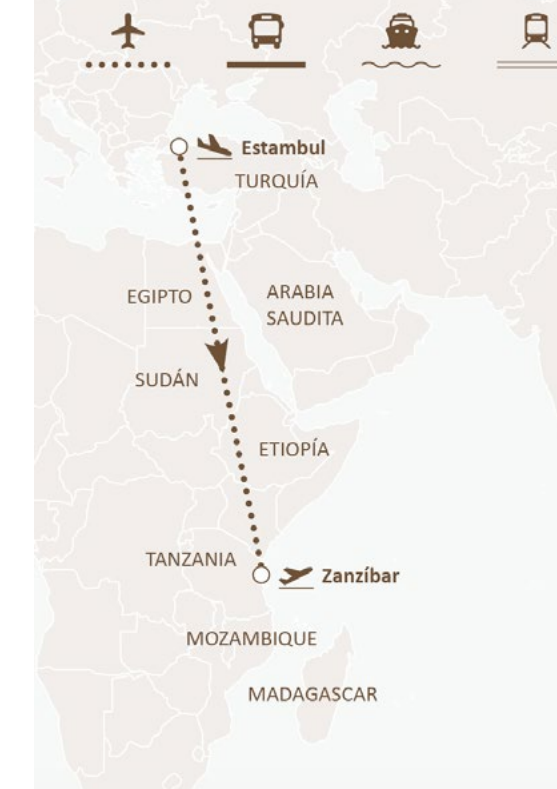 Estambul
TURQUÍA
EGIPTO
ARABIA
SAUDITA
SUDÁN
ETIOPÍA
TANZANIA
Zanzíbar
MOZAMBIQUE
MADAGASCAR